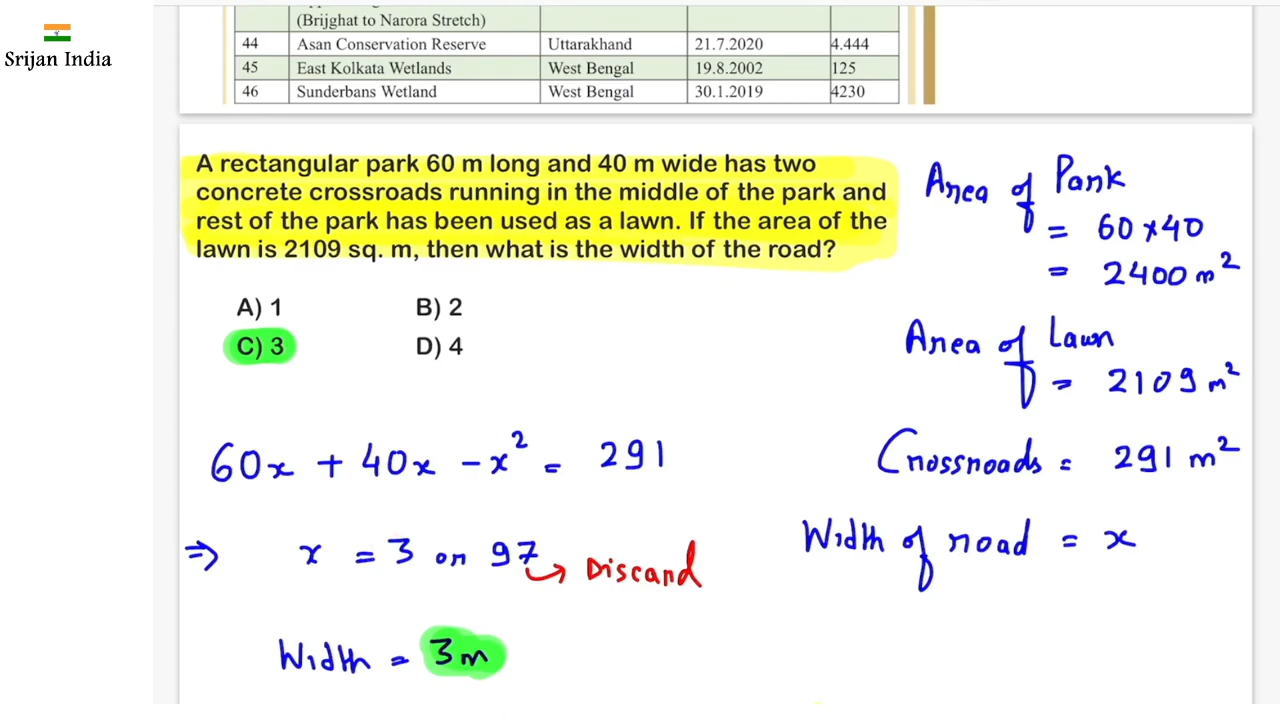 Srijan India
(Brijghat to Narora Stretch)
44 Asan Conservation Reserve Uttarakhand 21.7.2020 4.444
45 East Kolkata Wetlands West Bengal 19.8.2002 125
46 Sunderbans Wetland West Bengal 30.1.2019 4230
A rectangular park 60 m long and 40 m wide has two
concrete crossroads running in the middle of the park and
rest of the park has been used as a lawn. If the area of the
lawn is 2109 sq. m, then what is the width of the road?
A) 1 B) 2
C) 3 D) 4
Area of Park
= 60 × 40
= 2400 m²
Area of Lawn
= 2109 m²
Crossroads = 291 m²
Width of road = x
60x + 40x - x² = 291
⇒ x = 3 or 97 → Discard
Width = 3m